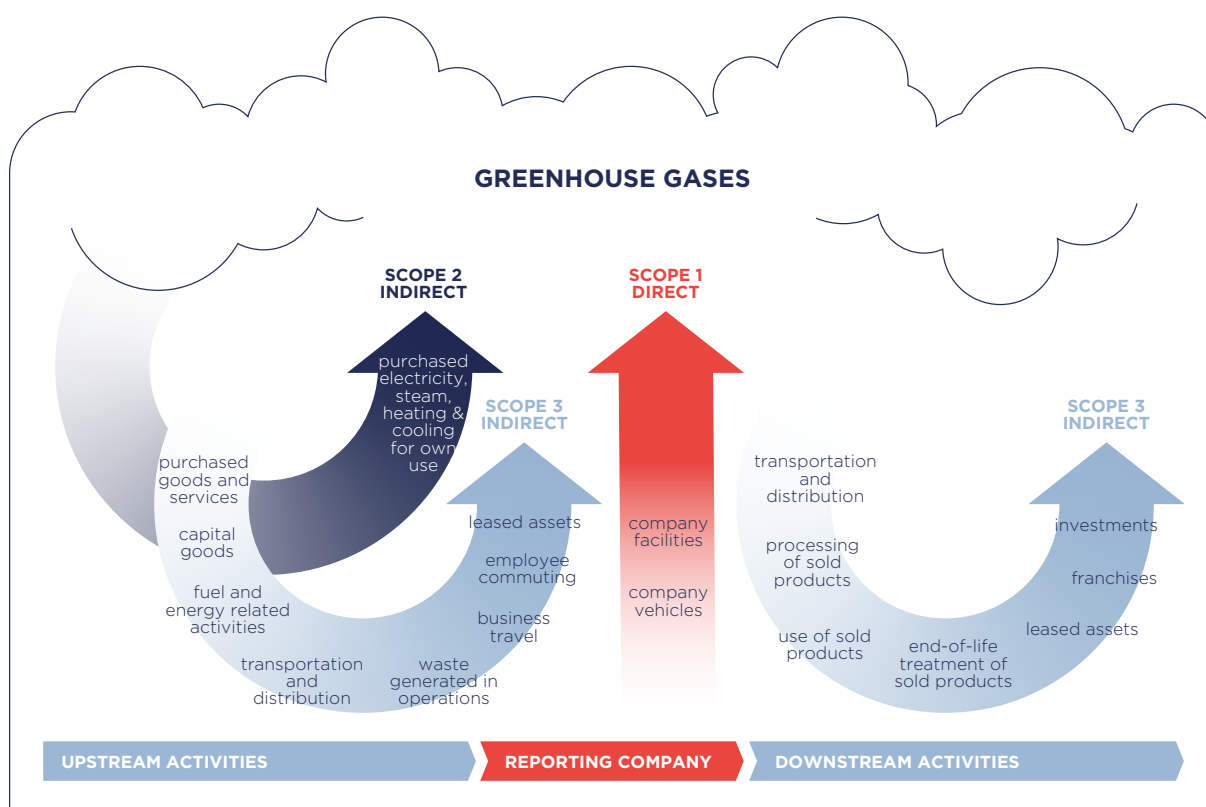 GREENHOUSE GASES
SCOPE 2
INDIRECT
purchased
electricity,
steam,
heating &
cooling
for own
use
SCOPE 1
DIRECT
company
facilities
company
vehicles
SCOPE 3
INDIRECT
purchased
goods and
services
capital
goods
fuel and
energy related
activities
transportation
and
distribution
waste
generated in
operations
business
travel
employee
commuting
leased assets
SCOPE 3
INDIRECT
transportation
and
distribution
processing
of sold
products
use of sold
products
end-of-life
treatment of
sold products
leased assets
franchises
investments
UPSTREAM ACTIVITIES
REPORTING COMPANY
DOWNSTREAM ACTIVITIES